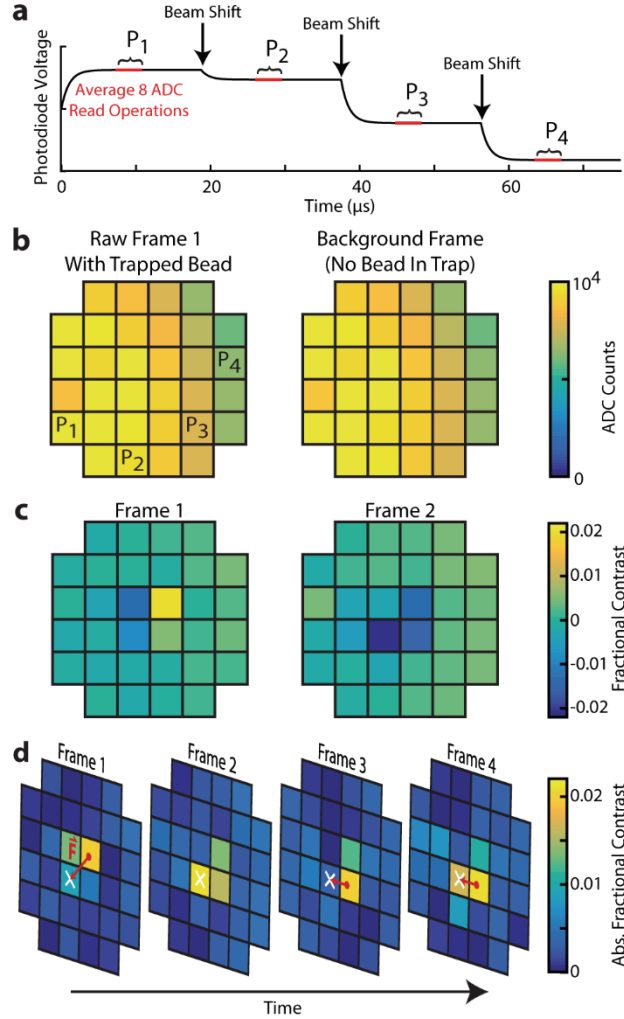 a
Beam Shift
P1
P2
Beam Shift
Beam Shift
P3
P4
Average 8 ADC
Read Operations
Photodiode Voltage
0
20
40
60
Time (µs)
b
Raw Frame 1
With Trapped Bead
Background Frame
(No Bead In Trap)
P1
P2
P3
P4
10^4
0
ADC Counts
c
Frame 1
Frame 2
0.02
0.01
0
-0.01
-0.02
Fractional Contrast
d
Frame 1
Frame 2
Frame 3
Frame 4
X
X
X
X
0.02
0.01
0
Abs. Fractional Contrast
Time